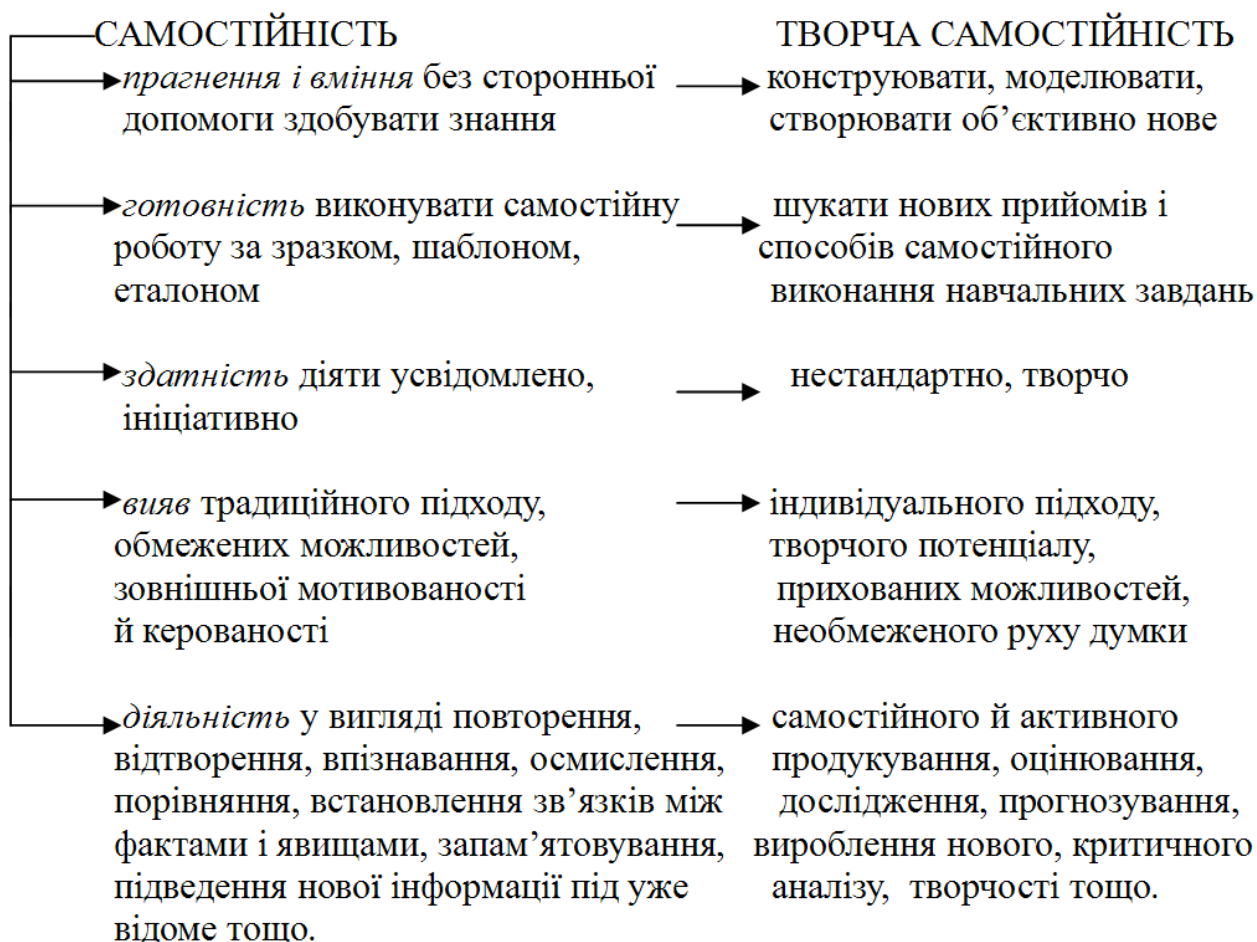 САМОСТІЙНІСТЬ
ТВОРЧА САМОСТІЙНІСТЬ
прагнення і вміння без сторонньої
допомоги здобувати знання
конструювати, моделювати,
створювати об’єктивно нове
готовність виконувати самостійну
роботу за зразком, шаблоном,
еталоном
шукати нових прийомів і
способів самостійного
виконання навчальних завдань
здатність діяти усвідомлено,
ініціативно
нестандартно, творчо
вияв традиційного підходу,
обмежених можливостей,
зовнішньої мотивованості
й керованості
індивідуального підходу,
творчого потенціалу,
прихованих можливостей,
необмеженого руху думки
діяльність у вигляді повторення,
відтворення, впізнавання, осмислення,
порівняння, встановлення зв’язків між
фактами і явищами, запам’ятовування,
підведення нової інформації під уже
відоме тощо.
самостійного й активного
продукування, оцінювання,
дослідження, прогнозування,
вироблення нового, критичного
аналізу, творчості тощо.